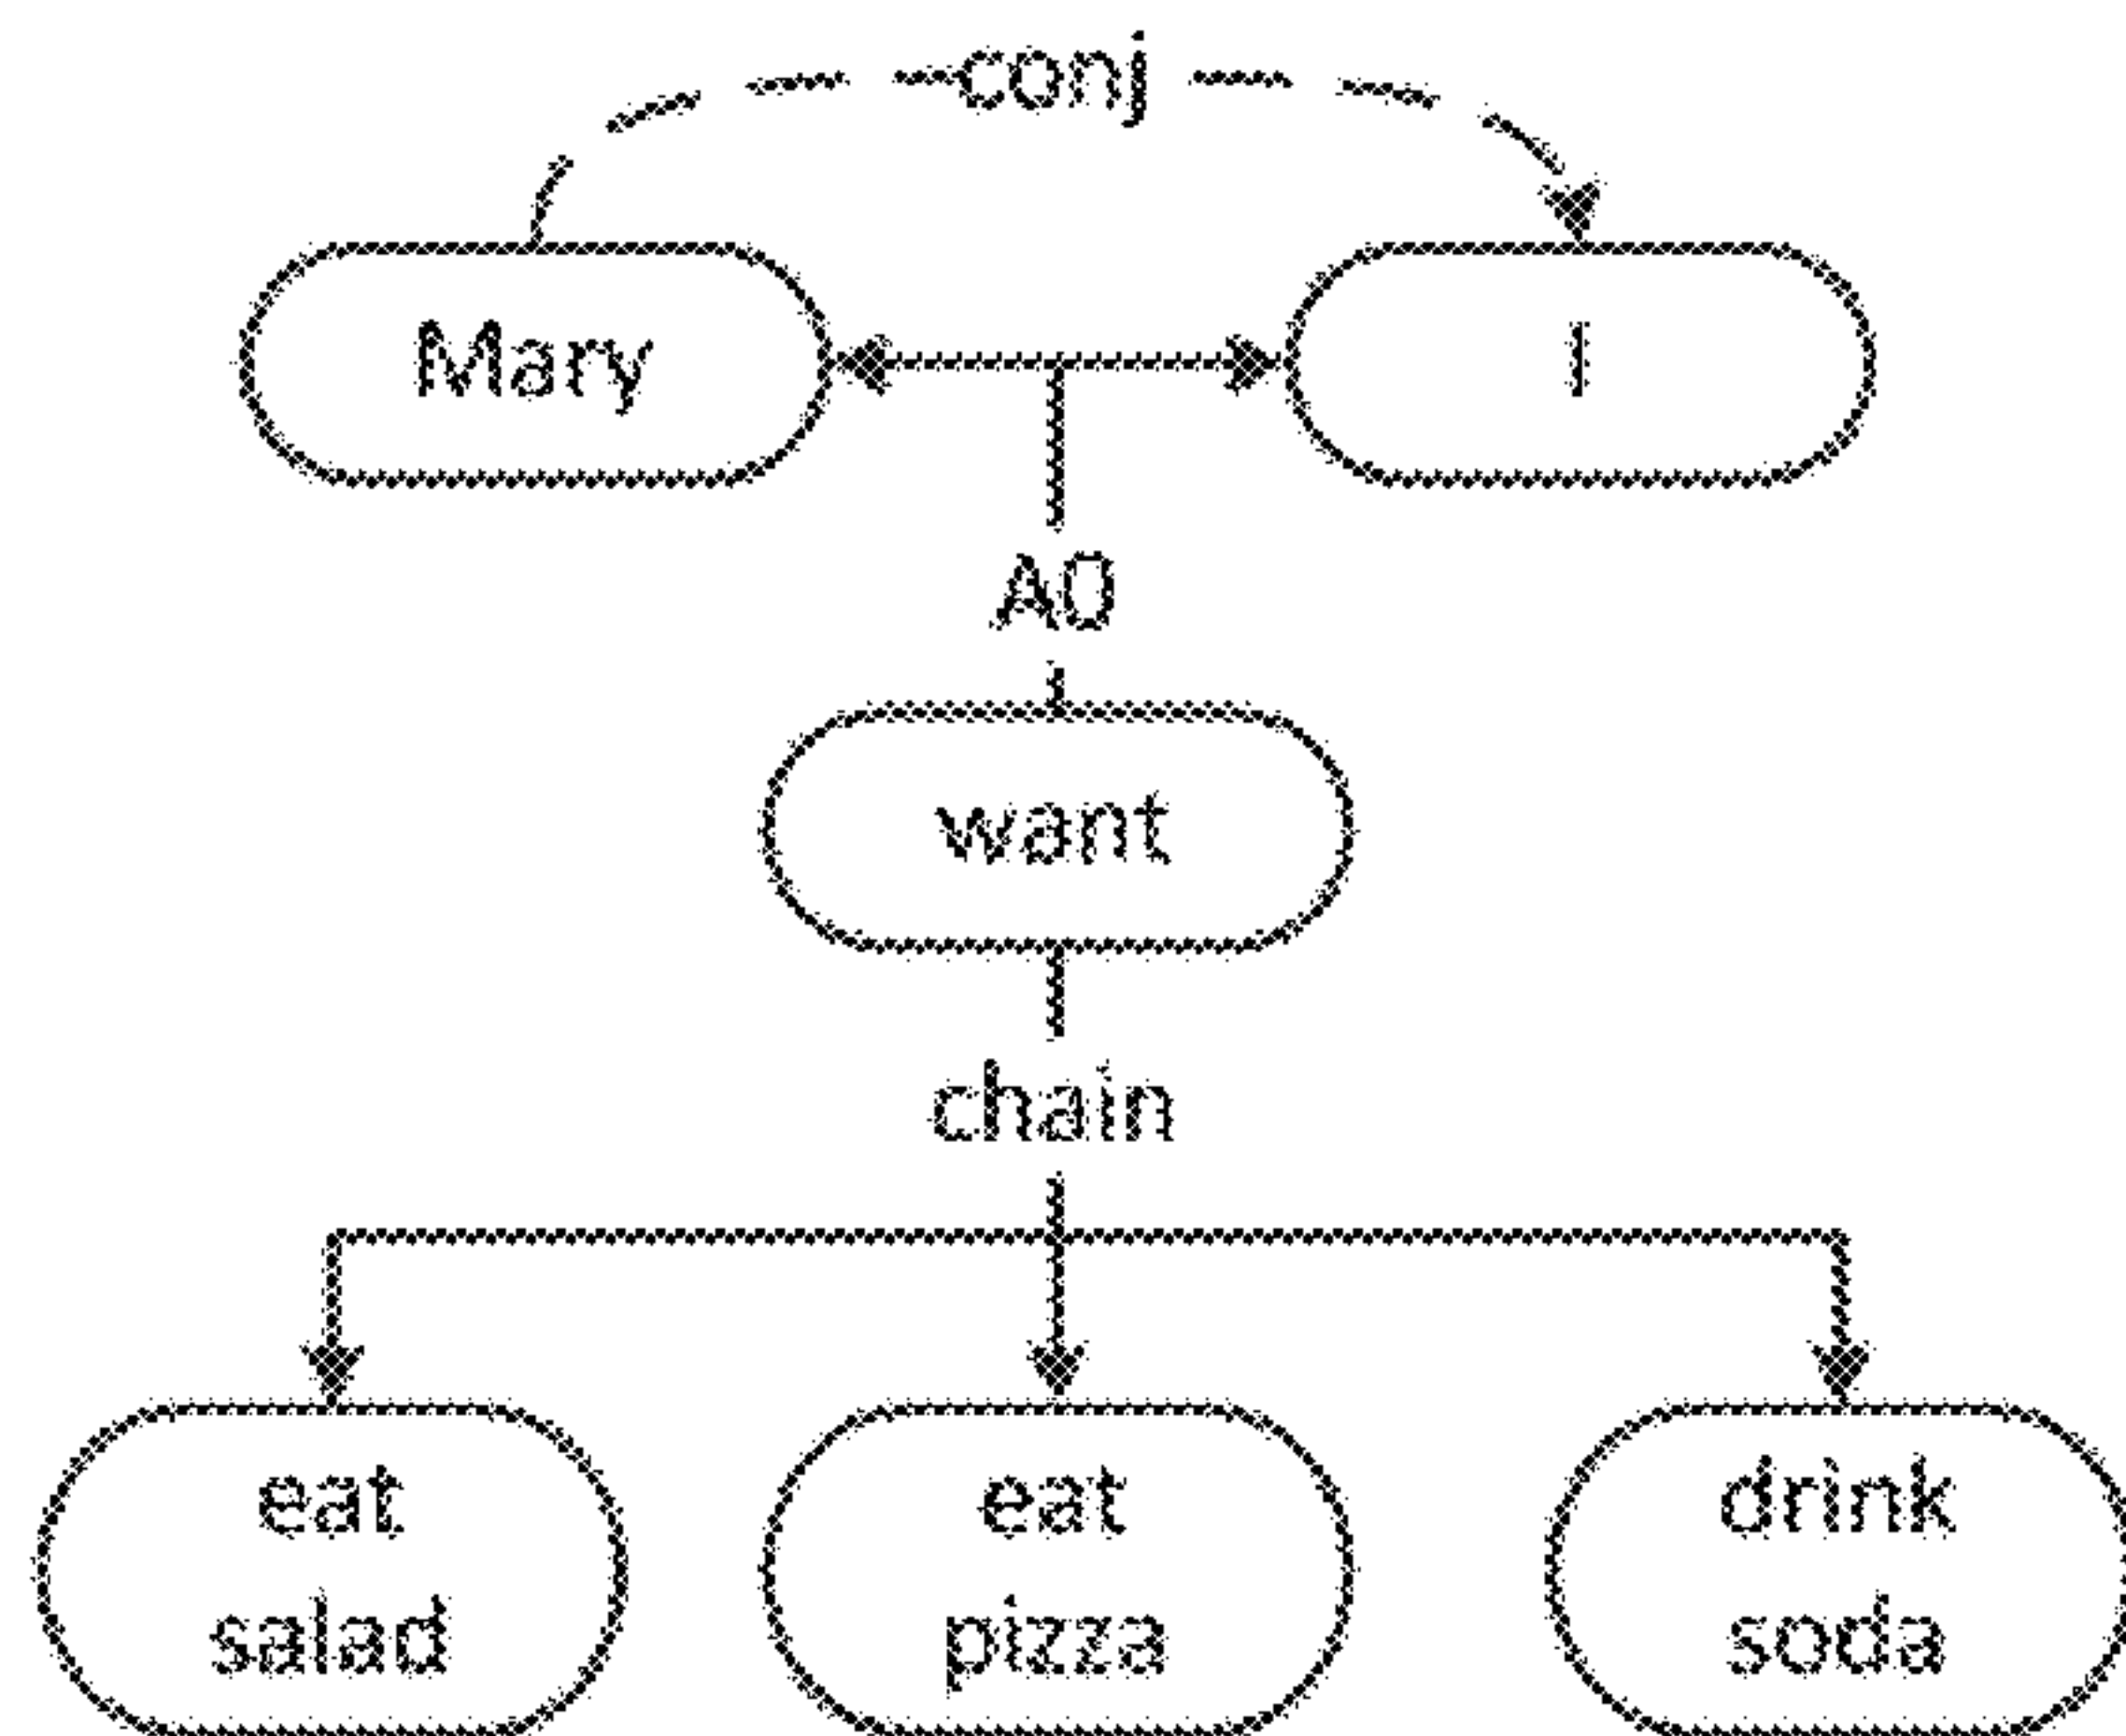 conj
Mary
I
A0
want
chain
eat
salad
eat
pizza
drink
soda